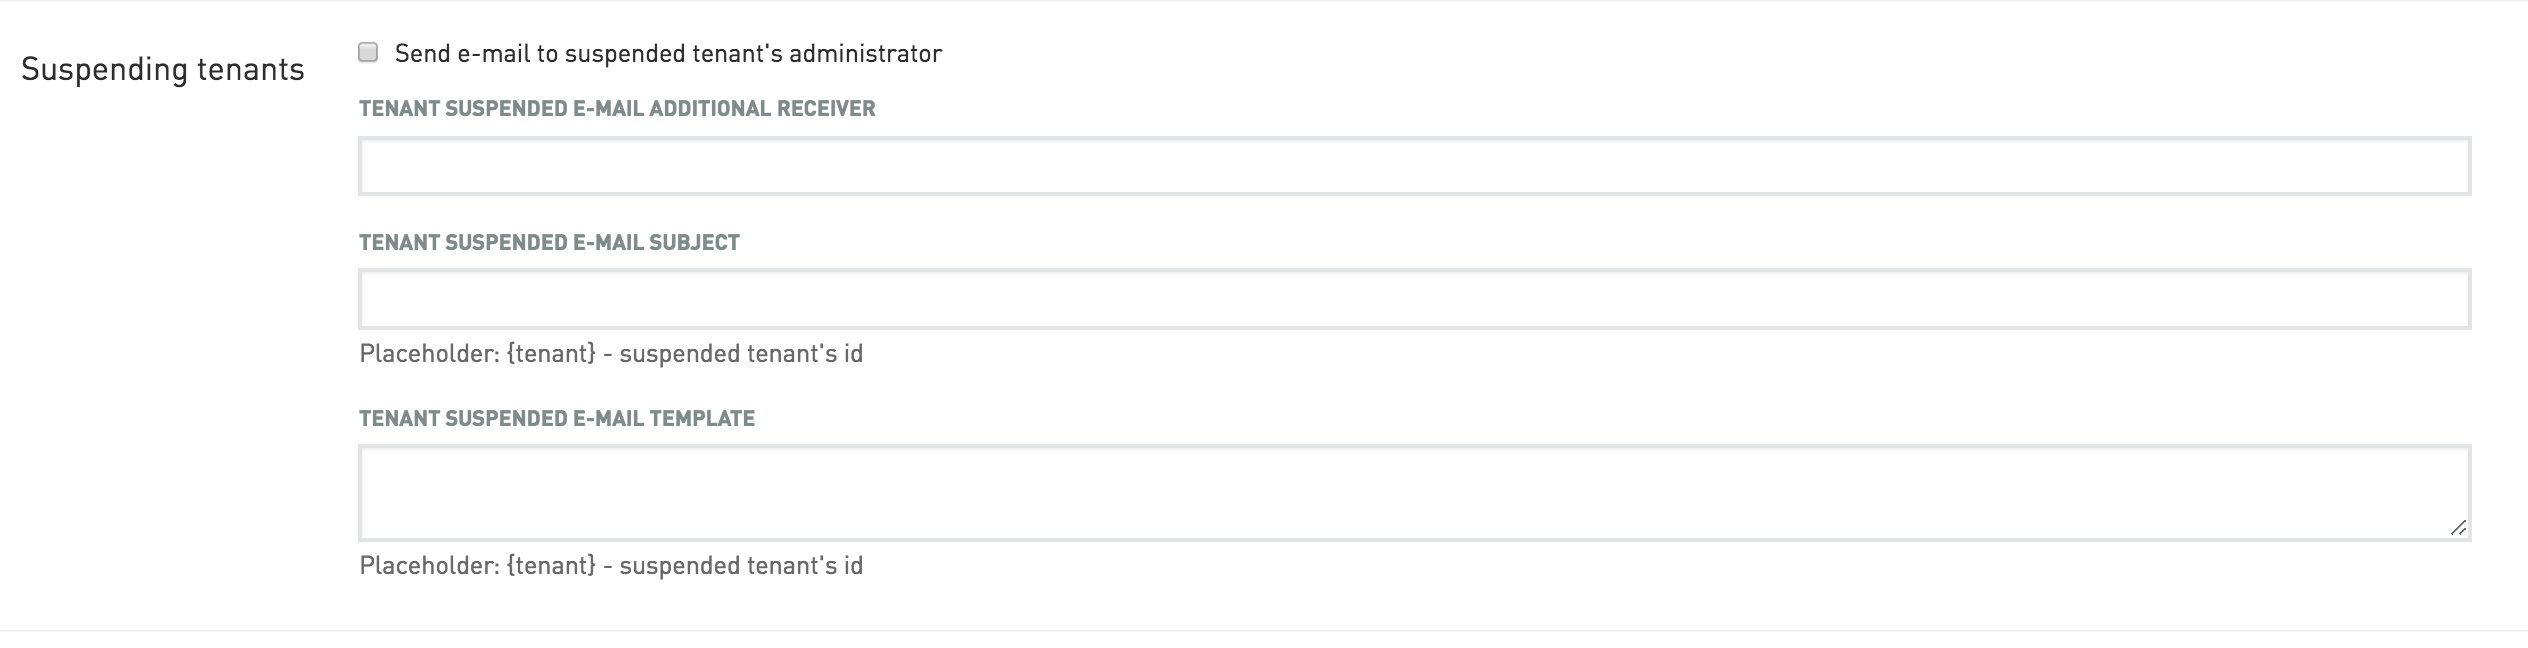 Suspending tenants
Send e-mail to suspended tenant's administrator
TENANT SUSPENDED E-MAIL ADDITIONAL RECEIVER
TENANT SUSPENDED E-MAIL SUBJECT
Placeholder: {tenant} - suspended tenant's id
TENANT SUSPENDED E-MAIL TEMPLATE
Placeholder: {tenant} - suspended tenant's id